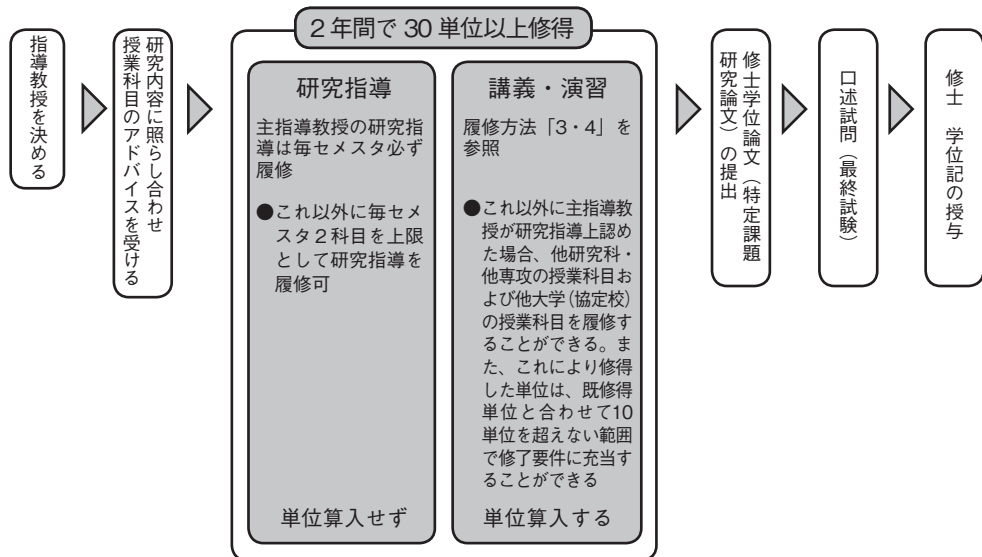 指導教授を決める
研究内容に照らし合わせ
授業科目のアドバイスを受ける
2年間で30単位以上修得
研究指導
主指導教授の研究指
導は毎セメスタ必ず
履修
●これ以外に毎セメ
スタ2科目を上限
として研究指導を
履修可
単位算入せず
講義・演習
履修方法「3・4」を
参照
●これ以外に主指導教
授が研究指導上認め
た場合、他研究科・
他専攻の授業科目お
よび他大学(協定校)
の授業科目を履修す
ることができる。ま
た、これにより修得
した単位は、既修得
単位と合わせて10
単位を超えない範囲
で修了要件に充当す
ることができる
単位算入する
修士学位論文(特定課題
研究論文)の提出
口述試問(最終試験)
修士 学位記の授与